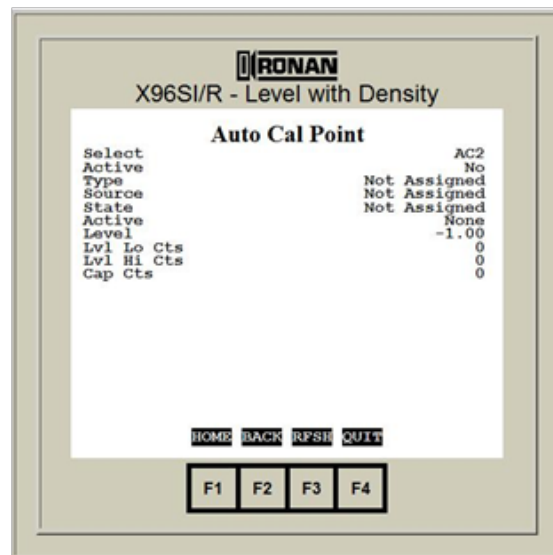 RONAN
X96SI/R - Level with Density
Auto Cal Point
Select AC2
Active No
Type Not Assigned
Source Not Assigned
State Not Assigned
Active None
Level -1.00
Lvl Lo Cts 0
Lvl Hi Cts 0
Cap Cts 0
HOME BACK RFSH QUIT
F1 F2 F3 F4